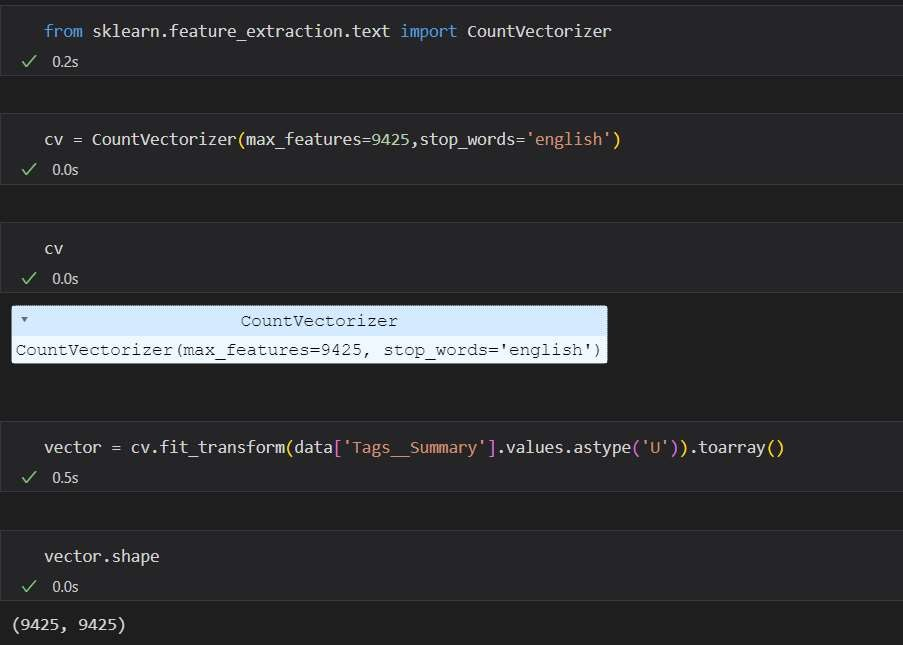 from sklearn.feature_extraction.text import CountVectorizer
0.2s
cv = CountVectorizer(max_features=9425,stop_words='english')
0.0s
cv
0.0s
CountVectorizer
CountVectorizer(max_features=9425, stop_words='english')
vector = cv.fit_transform(data['Tags__Summary'].values.astype('U')).toarray()
0.5s
vector.shape
0.0s
(9425, 9425)